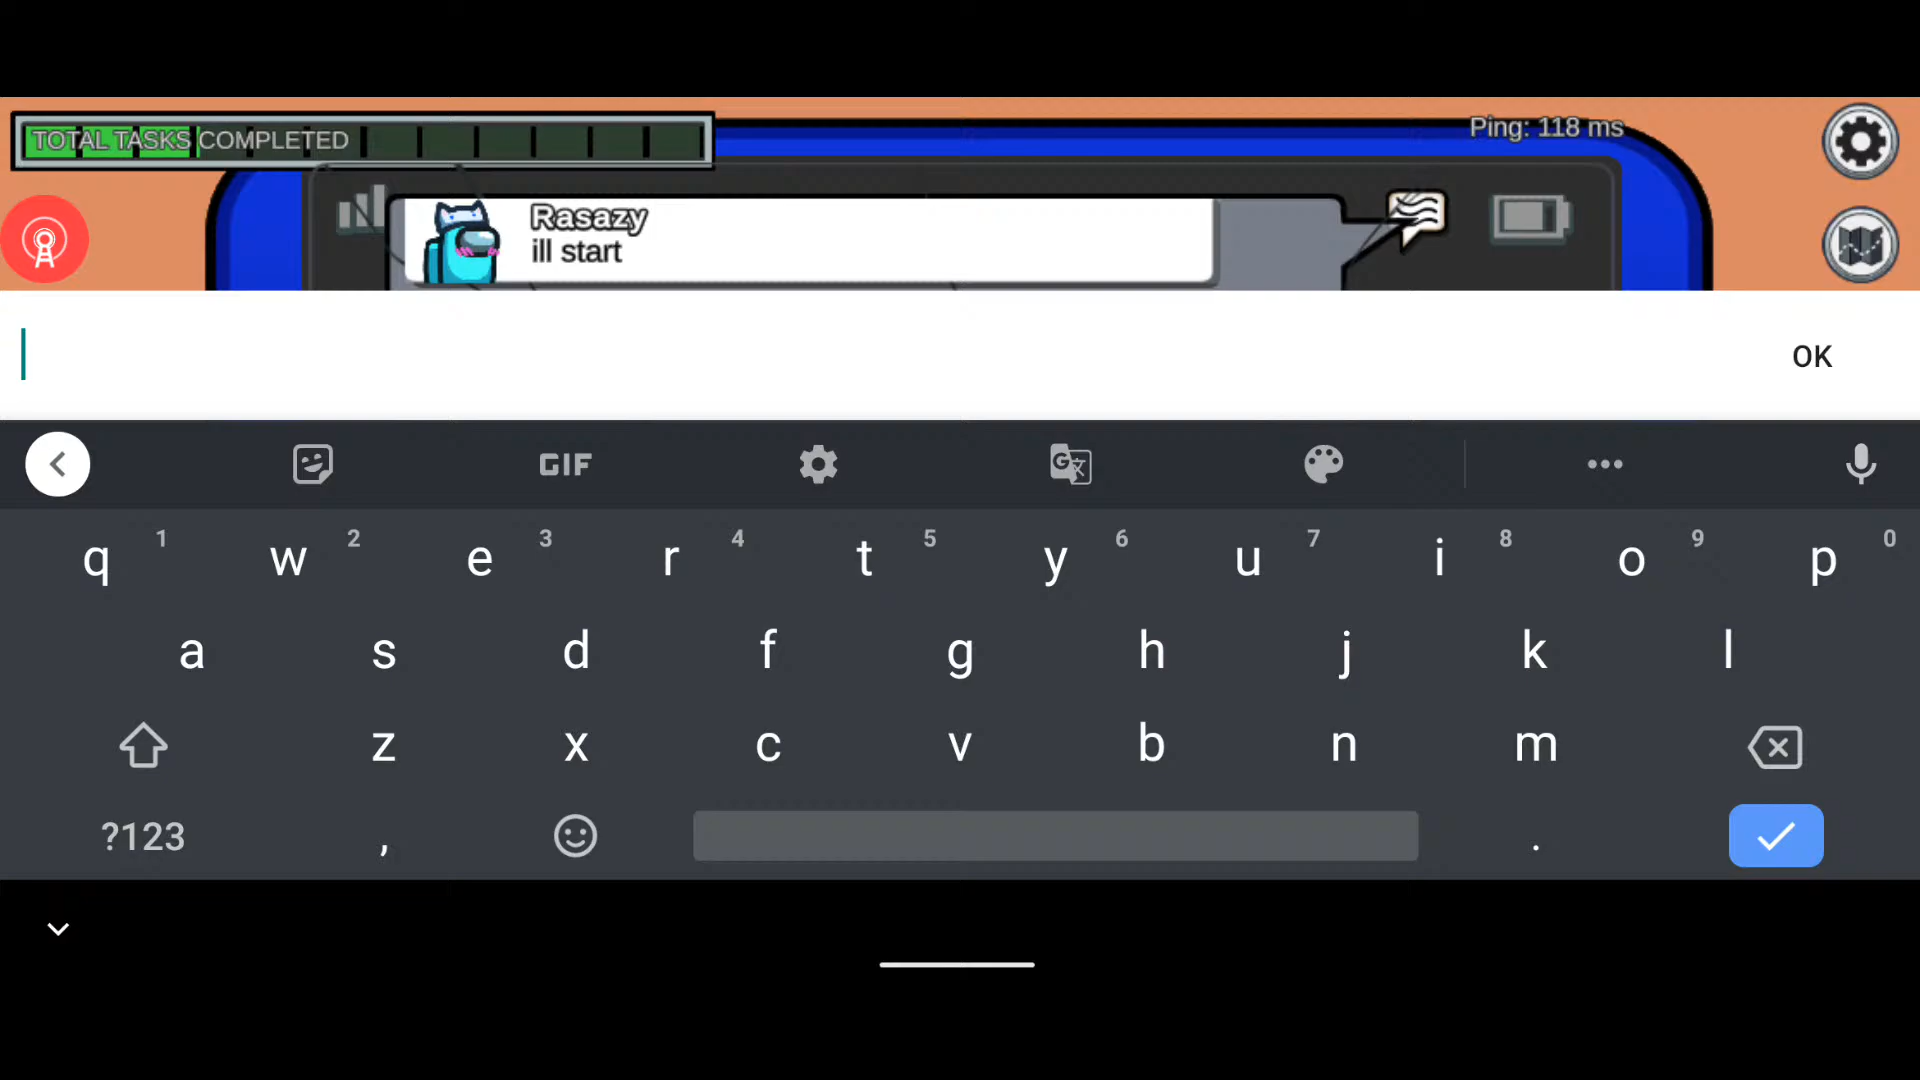 TOTAL TASKS COMPLETED
Ping: 118 ms
Rasazy
ill start
OK
GIF
G
q 1 w 2 e 3 r 4 t 5 y 6 u 7 i 8 o 9 p 0
a s d f g h j k l
z x c v b n m
?123 , .